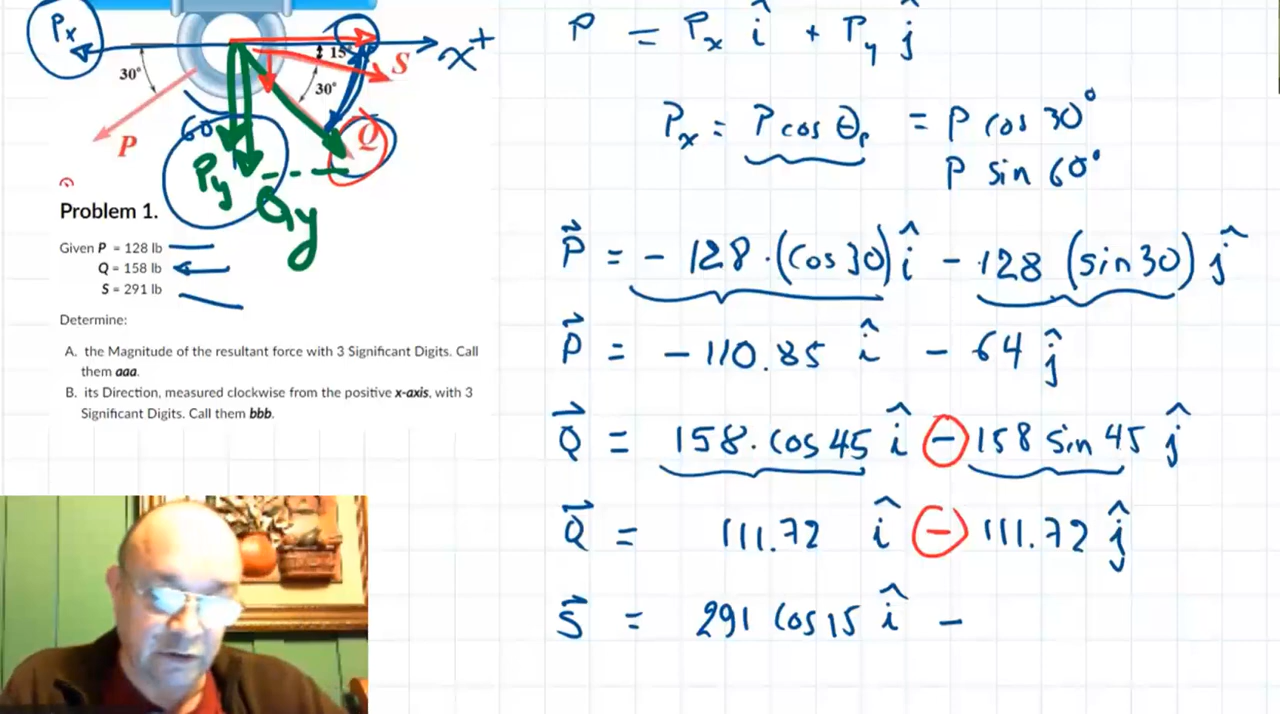 Px
x+
15°
S
30°
30°
P
60
Q
Py
Qy
Problem 1.
Given P = 128 lb
Q = 158 lb
S = 291 lb
Determine:
A. the Magnitude of the resultant force with 3 Significant Digits. Call
them aaa.
B. its Direction, measured clockwise from the positive x-axis, with 3
Significant Digits. Call them bbb.
P = Px î + Py ĵ
Px = P cos θp = P cos 30°
P sin 60°
P⃗ = - 128 · (cos 30) î - 128 (sin 30) ĵ
P⃗ = - 110.85 î - 64 ĵ
Q⃗ = 158 · cos 45 î - 158 sin 45 ĵ
Q⃗ = 111.72 î - 111.72 ĵ
S⃗ = 291 cos 15 î -